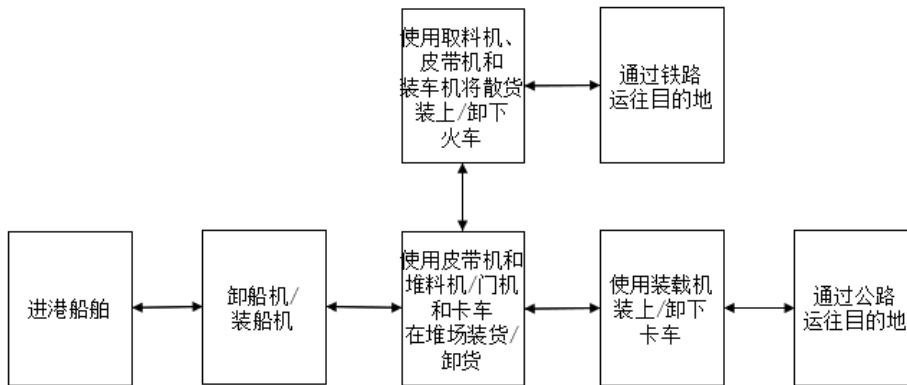 使用取料机、
皮带机和
装车机将散货
装上/卸下
火车
通过铁路
运往目的地
进港船舶
卸船机/
装船机
使用皮带机和
堆料机/门机
和卡车
在堆场装货/
卸货
使用装载机
装上/卸下
卡车
通过公路
运往目的地